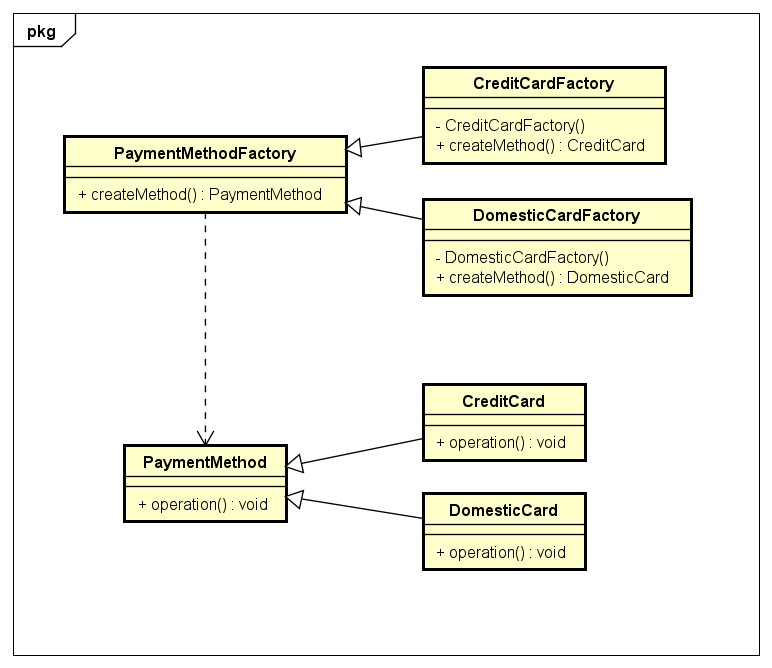 pkg
CreditCardFactory
- CreditCardFactory()
+ createMethod() : CreditCard
PaymentMethodFactory
+ createMethod() : PaymentMethod
DomesticCardFactory
- DomesticCardFactory()
+ createMethod() : DomesticCard
CreditCard
+ operation() : void
PaymentMethod
+ operation() : void
DomesticCard
+ operation() : void